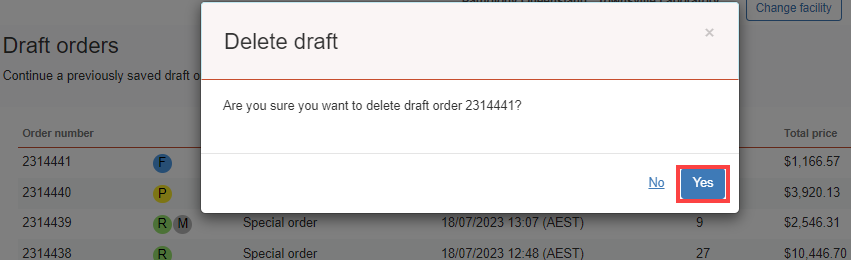 Change facility
Draft orders
Continue a previously saved draft o
Delete draft
×
Are you sure you want to delete draft order 2314441?
No Yes
Order number Total price
2314441 F $1,166.57
2314440 P $3,920.13
2314439 R M Special order 18/07/2023 13:07 (AEST) 9 $2,546.31
2314438 R Special order 18/07/2023 12:48 (AEST) 27 $10,446.70